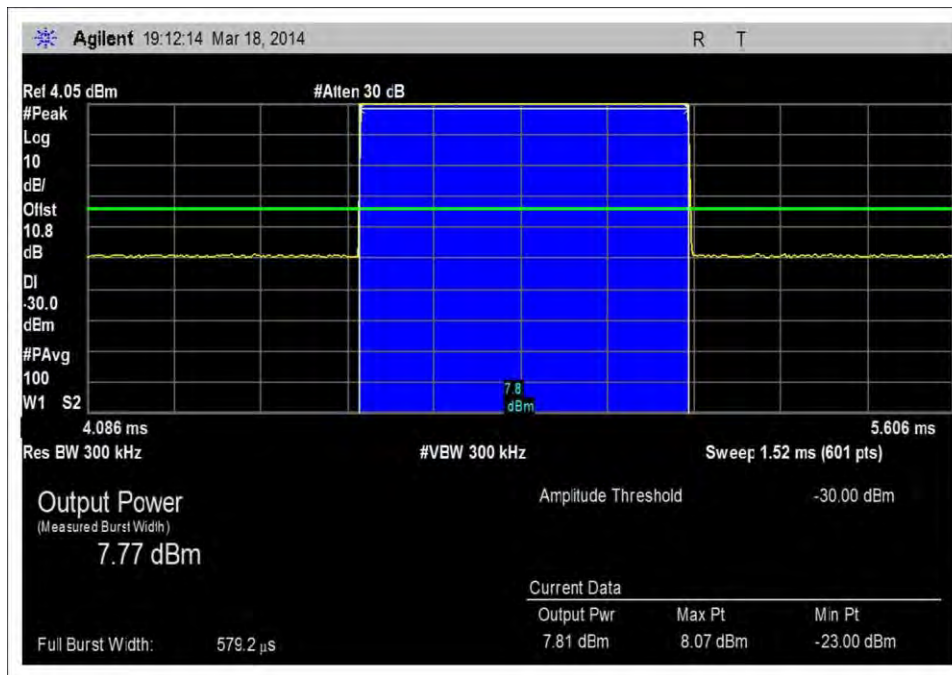 Agilent 19:12:14 Mar 18, 2014 R T
Ref 4.05 dBm #Atten 30 dB
#Peak
Log
10
dB/
Offst
10.8
dB
DI
-30.0
dBm
#PAvg
100
W1 S2
7.8
dBm
4.086 ms 5.606 ms
Res BW 300 kHz #VBW 300 kHz Sweep 1.52 ms (601 pts)
Output Power
(Measured Burst Width)
7.77 dBm
Amplitude Threshold -30.00 dBm
Current Data
Output Pwr Max Pt Min Pt
7.81 dBm 8.07 dBm -23.00 dBm
Full Burst Width: 579.2 μs